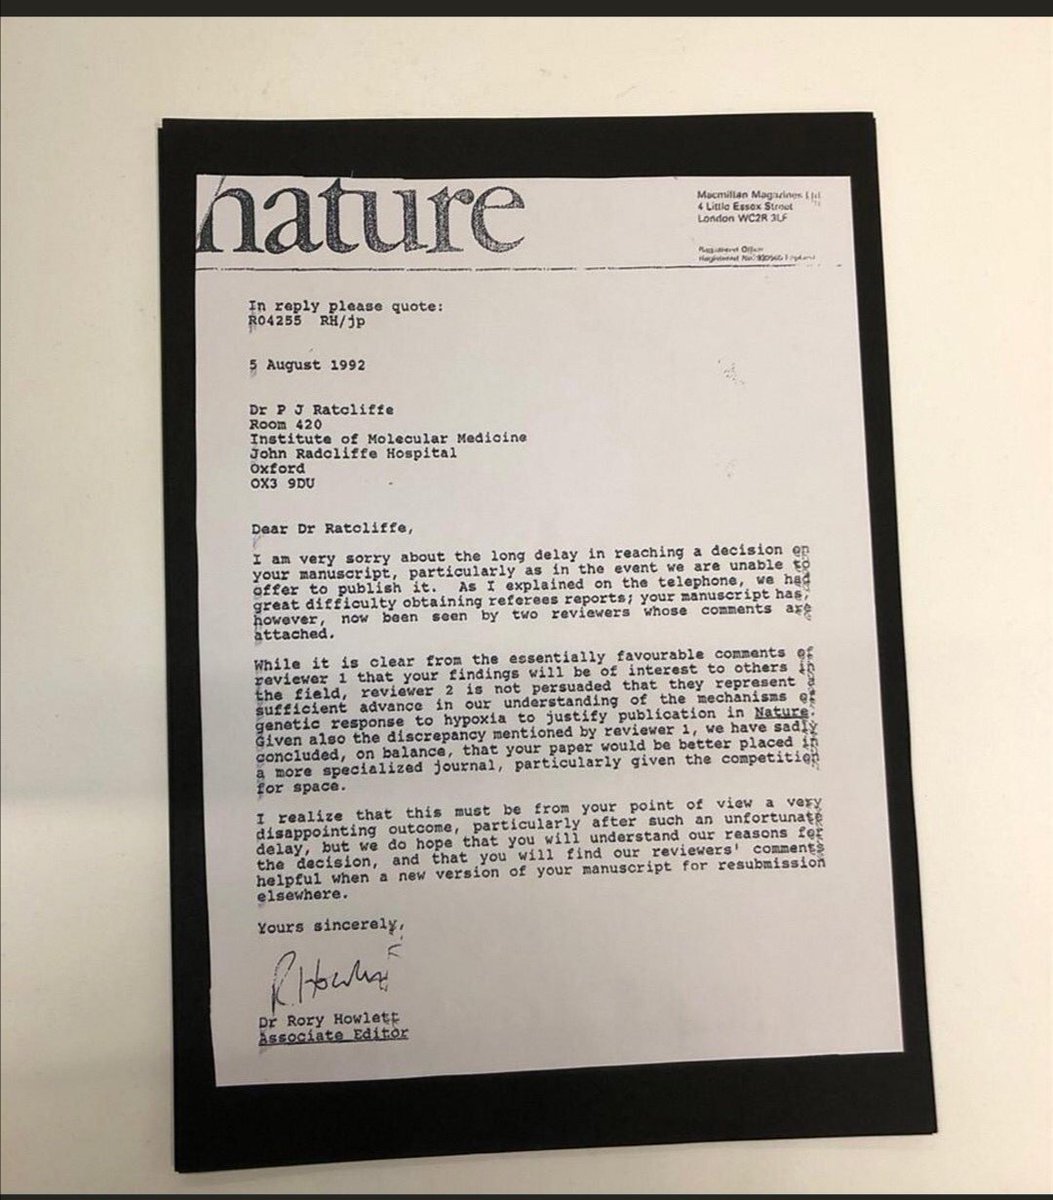 nature
Macmillan Magazines Ltd
4 Little Essex Street
London WC2R 3LF
Registered Office
Registered No. England
In reply please quote:
R04255 RH/jp
5 August 1992
Dr P J Ratcliffe
Room 420
Institute of Molecular Medicine
John Radcliffe Hospital
Oxford
OX3 9DU
Dear Dr Ratcliffe,
I am very sorry about the long delay in reaching a decision on
your manuscript, particularly as in the event we are unable to
offer to publish it. As I explained on the telephone, we had
great difficulty obtaining referees reports; your manuscript has,
however, now been seen by two reviewers whose comments are
attached.
While it is clear from the essentially favourable comments of
reviewer 1 that your findings will be of interest to others in
the field, reviewer 2 is not persuaded that they represent a
sufficient advance in our understanding of the mechanisms of
genetic response to hypoxia to justify publication in Nature.
Given also the discrepancy mentioned by reviewer 1, we have sadly
concluded, on balance, that your paper would be better placed in
a more specialized journal, particularly given the competition
for space.
I realize that this must be from your point of view a very
disappointing outcome, particularly after such an unfortunate
delay, but we do hope that you will understand our reasons for
the decision, and that you will find our reviewers' comments
helpful when a new version of your manuscript for resubmission
elsewhere.
Yours sincerely,
R. Howlett
Dr Rory Howlett
Associate Editor